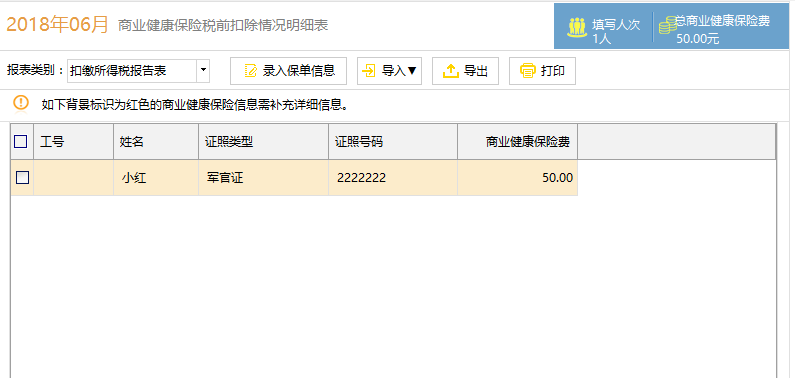 2018年06月 商业健康保险税前扣除情况明细表
填写人次
1人
总商业健康保险费
50.00元
报表类别： 扣缴所得税报告表 录入保单信息 导入▼ 导出 打印
如下背景标识为红色的商业健康保险信息需补充详细信息。
工号 姓名 证照类型 证照号码 商业健康保险费
小红 军官证 2222222 50.00